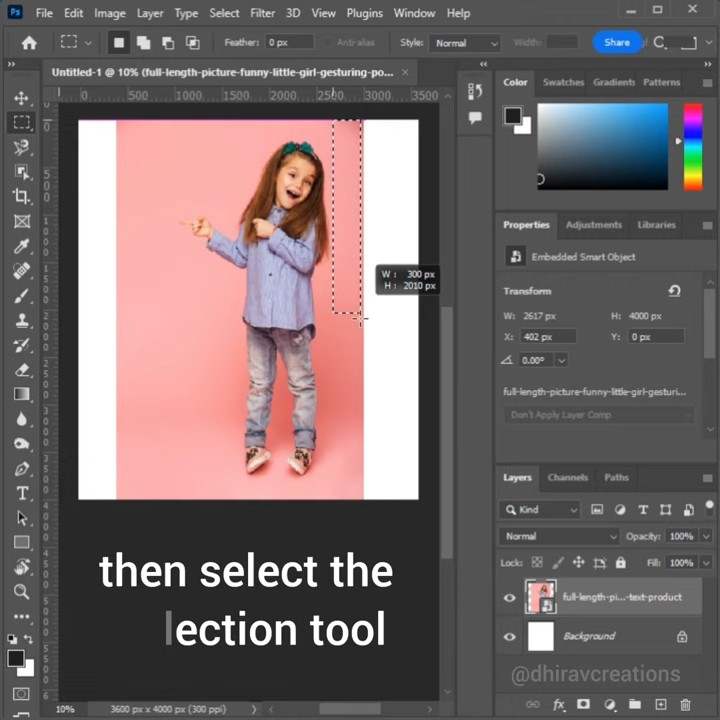 Ps File Edit Image Layer Type Select Filter 3D View Plugins Window Help
Feather: 0 px Anti-alias Style: Normal Width: Share
Untitled-1 @ 10% (full-length-picture-funny-little-girl-gesturing-po... ×
0 500 1000 1500 2000 2500 3000 3500
W : 300 px
H : 2010 px
Color Swatches Gradients Patterns
Properties Adjustments Libraries
Embedded Smart Object
Transform
W: 2617 px H: 4000 px
X: 402 px Y: 0 px
0.00°
full-length-picture-funny-little-girl-gesturi...
Don't Apply Layer Comp
Layers Channels Paths
Kind
Normal Opacity: 100%
Lock: Fill: 100%
full-length-pi...-text-product
Background
then select the
lection tool
@dhiravcreations
10% 3600 px x 4000 px (300 ppi)